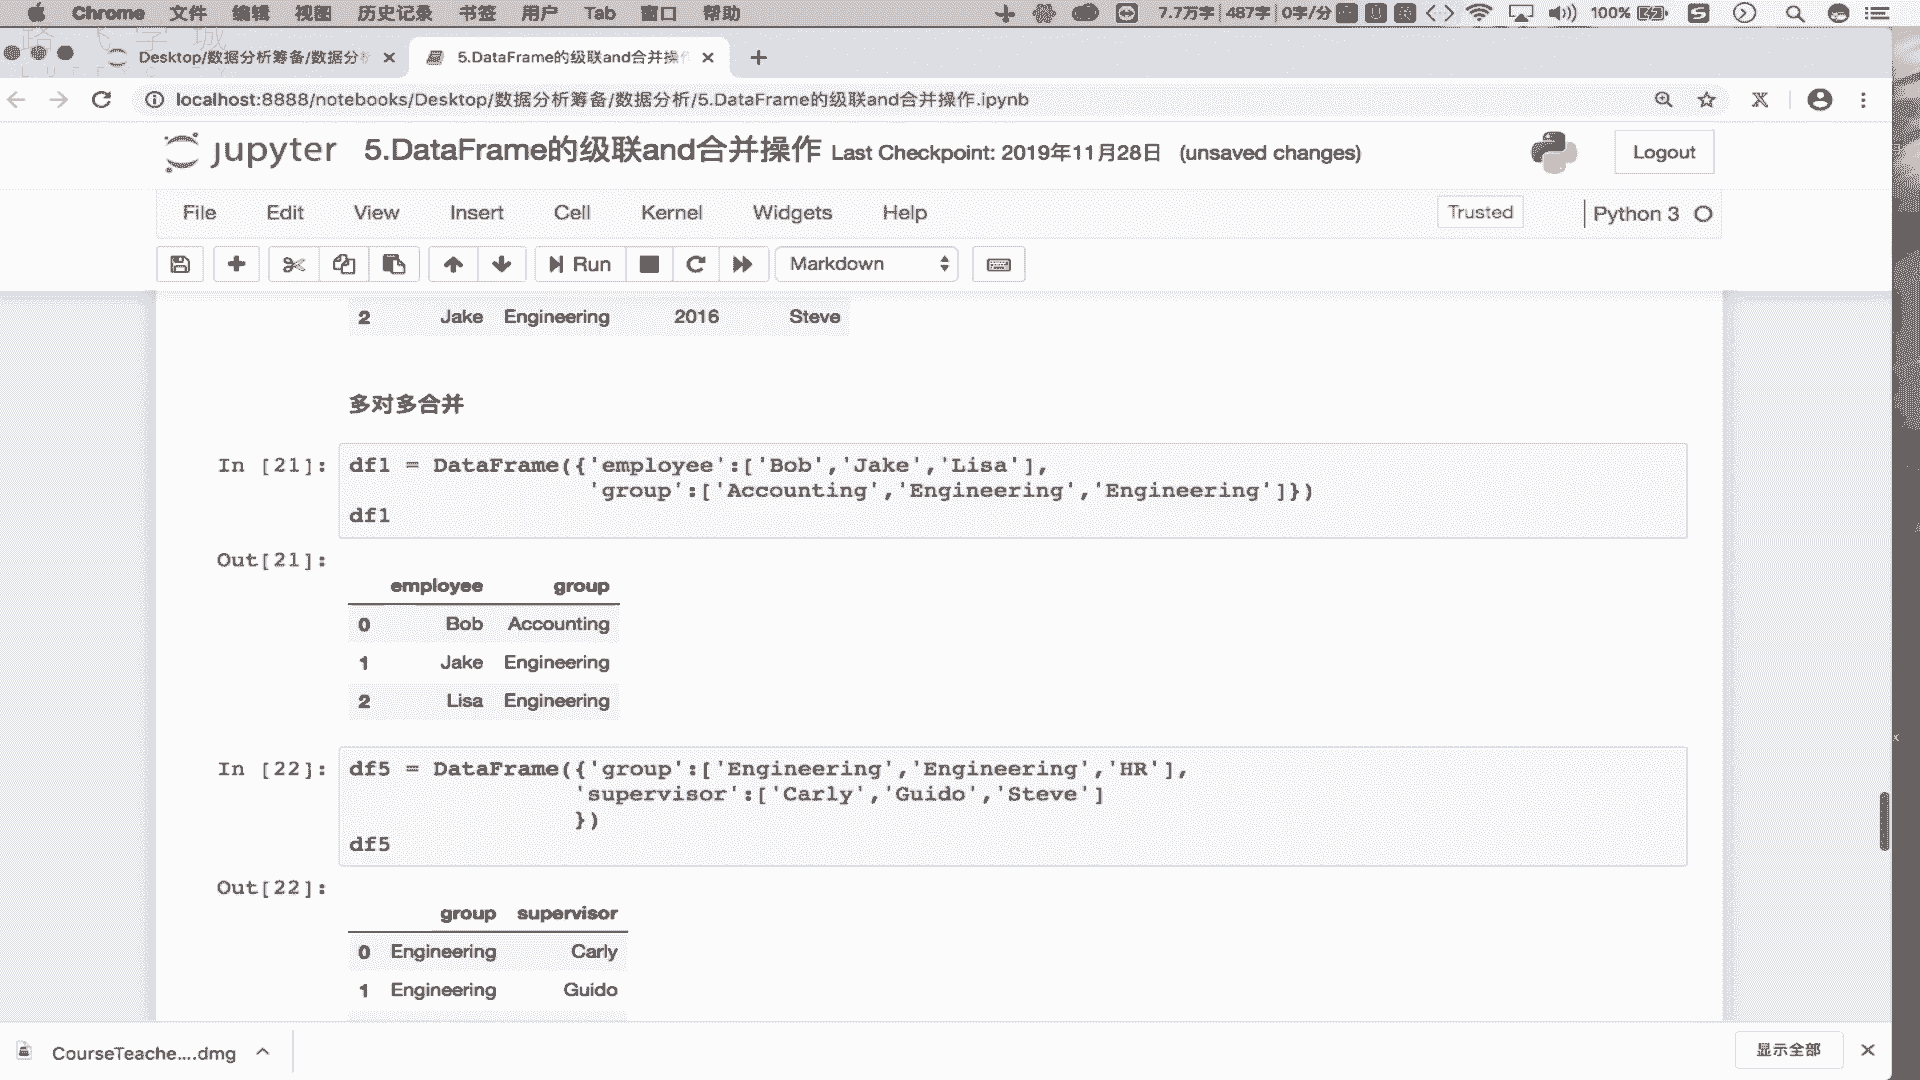 Chrome 文件 编辑 视图 历史记录 书签 用户 Tab 窗口 帮助 7.7万字 487字 0字/分 100%
路飞学城
Desktop/数据分析筹备/数据分析
5.DataFrame的级联and合并操作
localhost:8888/notebooks/Desktop/数据分析筹备/数据分析/5.DataFrame的级联and合并操作.ipynb
jupyter 5.DataFrame的级联and合并操作 Last Checkpoint: 2019年11月28日 (unsaved changes)
Logout
File Edit View Insert Cell Kernel Widgets Help Trusted Python 3
Run Markdown
2 Jake Engineering 2016 Steve
多对多合并
In [21]: df1 = DataFrame({'employee':['Bob','Jake','Lisa'],
'group':['Accounting','Engineering','Engineering']})
df1
Out[21]:
employee group
0 Bob Accounting
1 Jake Engineering
2 Lisa Engineering
In [22]: df5 = DataFrame({'group':['Engineering','Engineering','HR'],
'supervisor':['Carly','Guido','Steve']
})
df5
Out[22]:
group supervisor
0 Engineering Carly
1 Engineering Guido
CourseTeache....dmg
显示全部